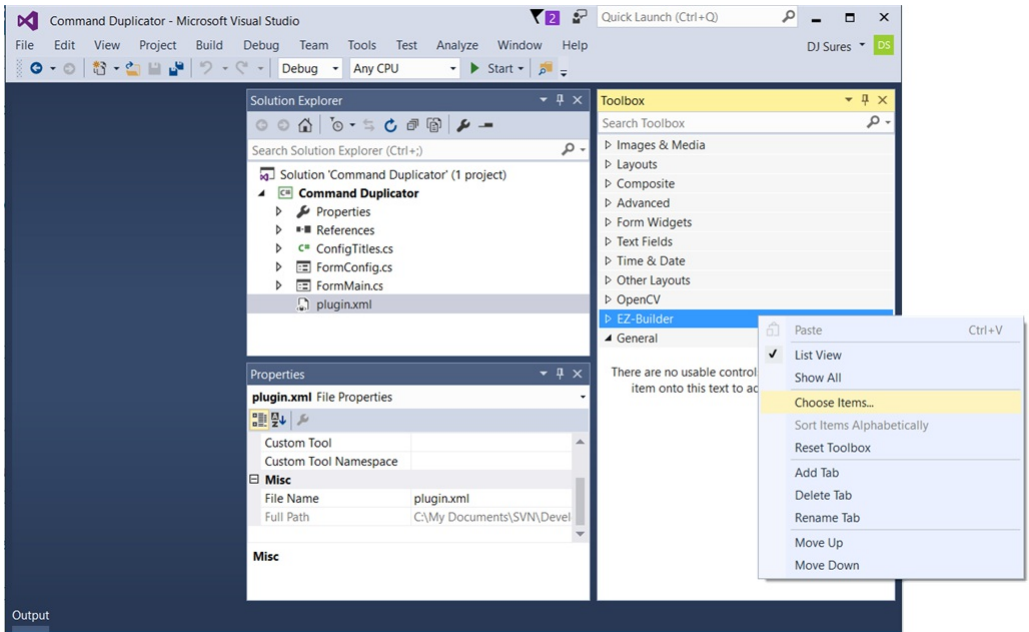 Command Duplicator - Microsoft Visual Studio
2
Quick Launch (Ctrl+Q)
File Edit View Project Build Debug Team Tools Test Analyze Window Help
DJ Sures DS
Debug Any CPU Start
Solution Explorer
Search Solution Explorer (Ctrl+;)
Solution 'Command Duplicator' (1 project)
Command Duplicator
Properties
References
C# ConfigTitles.cs
FormConfig.cs
FormMain.cs
plugin.xml
Properties
plugin.xml File Properties
Custom Tool
Custom Tool Namespace
Misc
File Name plugin.xml
Full Path C:\My Documents\SVN\Devel
Misc
Toolbox
Search Toolbox
Images & Media
Layouts
Composite
Advanced
Form Widgets
Text Fields
Time & Date
Other Layouts
OpenCV
EZ-Builder
General
There are no usable control
item onto this text to ad
Paste Ctrl+V
List View
Show All
Choose Items...
Sort Items Alphabetically
Reset Toolbox
Add Tab
Delete Tab
Rename Tab
Move Up
Move Down
Output